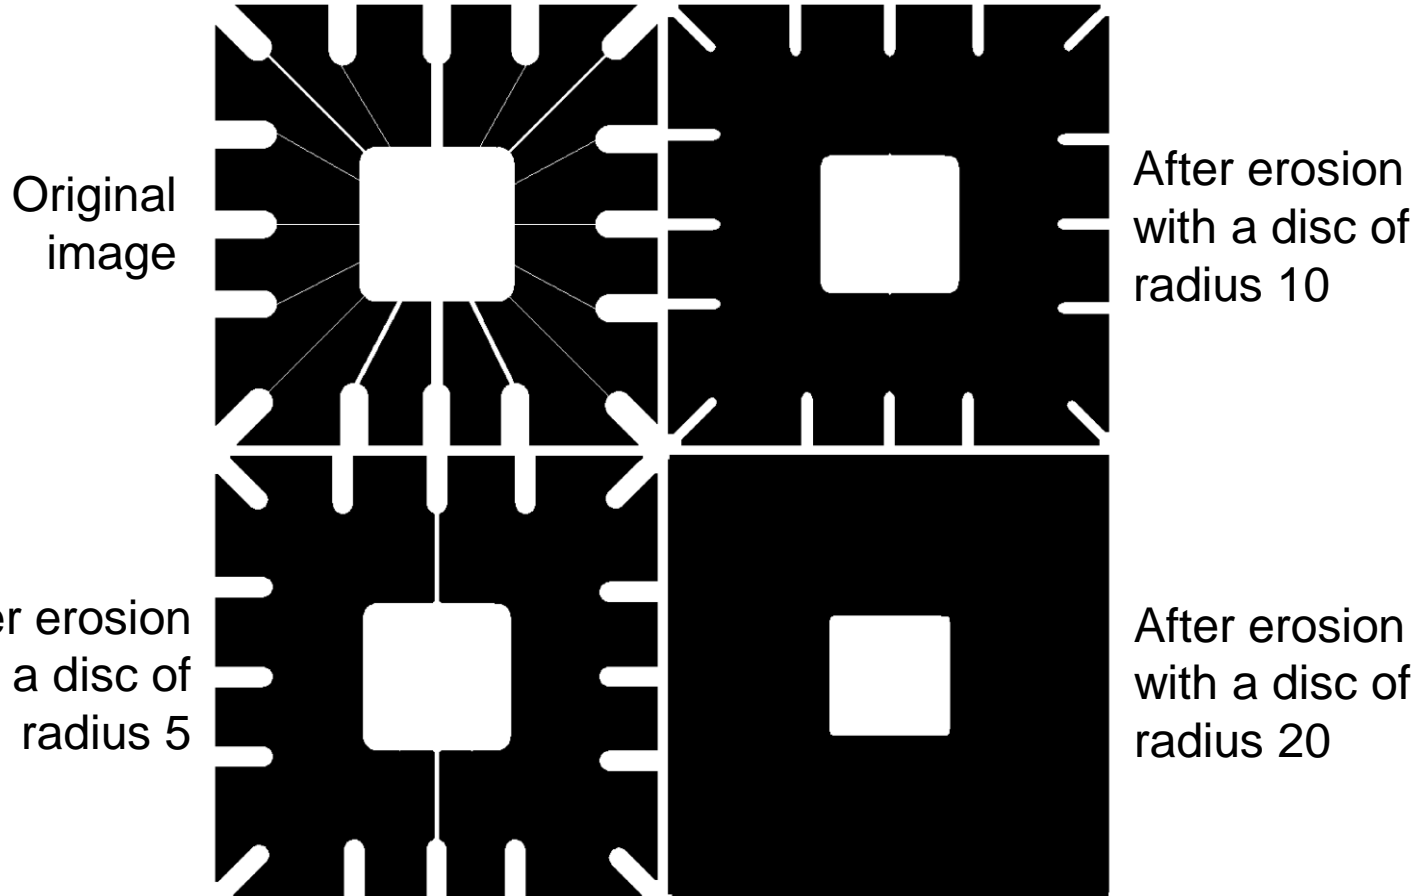 Original
image
After erosion
with a disc of
radius 10
er erosion
a disc of
radius 5
After erosion
with a disc of
radius 20